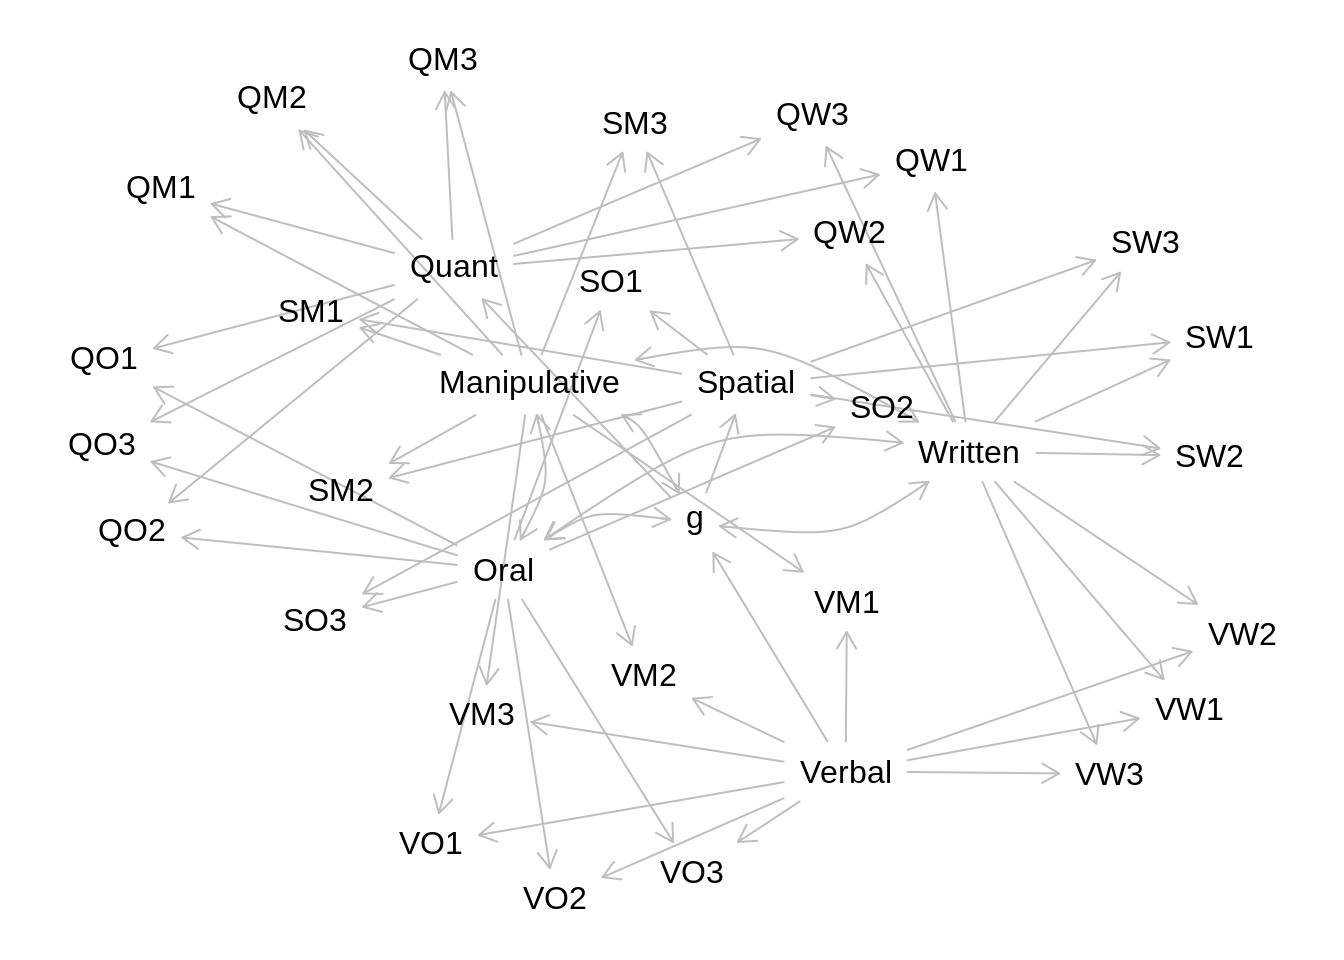 QM3
QM2
SM3
QW3
QW1
QM1
QW2
SW3
Quant
SO1
SM1
SW1
QO1
Manipulative
Spatial
SO2
QO3
Written
SW2
SM2
g
QO2
Oral
VM1
SO3
VW2
VM2
VM3
VW1
Verbal
VW3
VO1
VO3
VO2